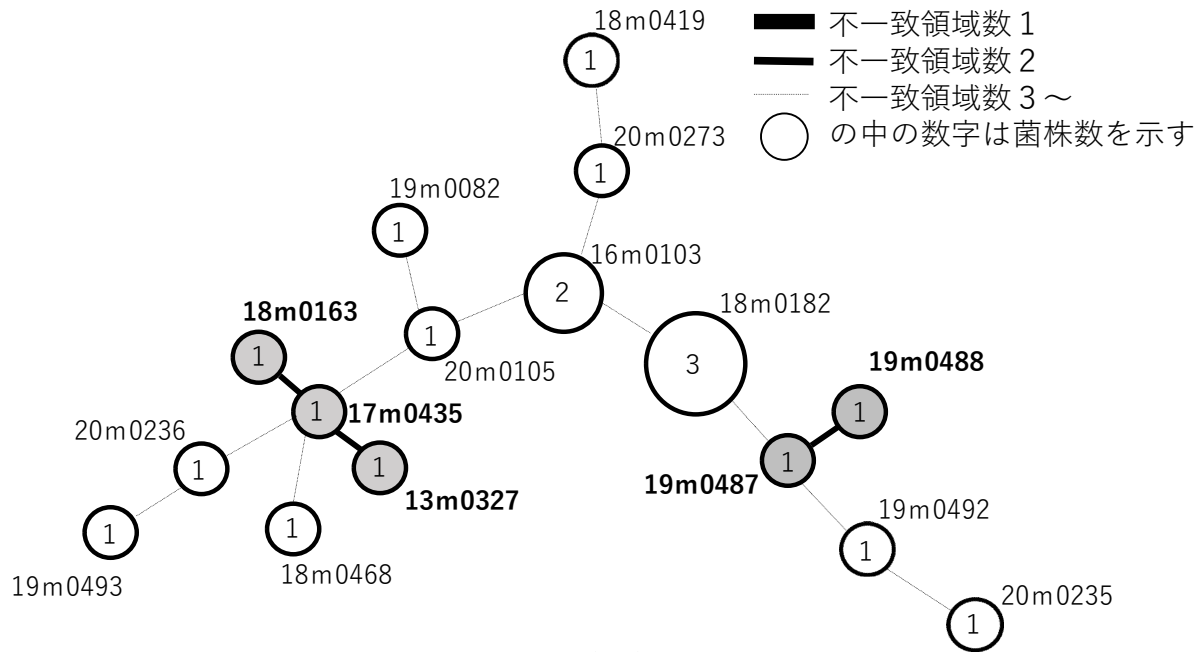 18m0419
不一致領域数1
不一致領域数2
不一致領域数3～
の中の数字は菌株数を示す
1
20m0273
1
19m0082
1
16m0103
2
18m0182
3
18m0163
1
1
20m0105
19m0488
1
17m0435
1
20m0236
1
1
13m0327
19m0487
1
19m0492
1
1
18m0468
1
19m0493
20m0235
1